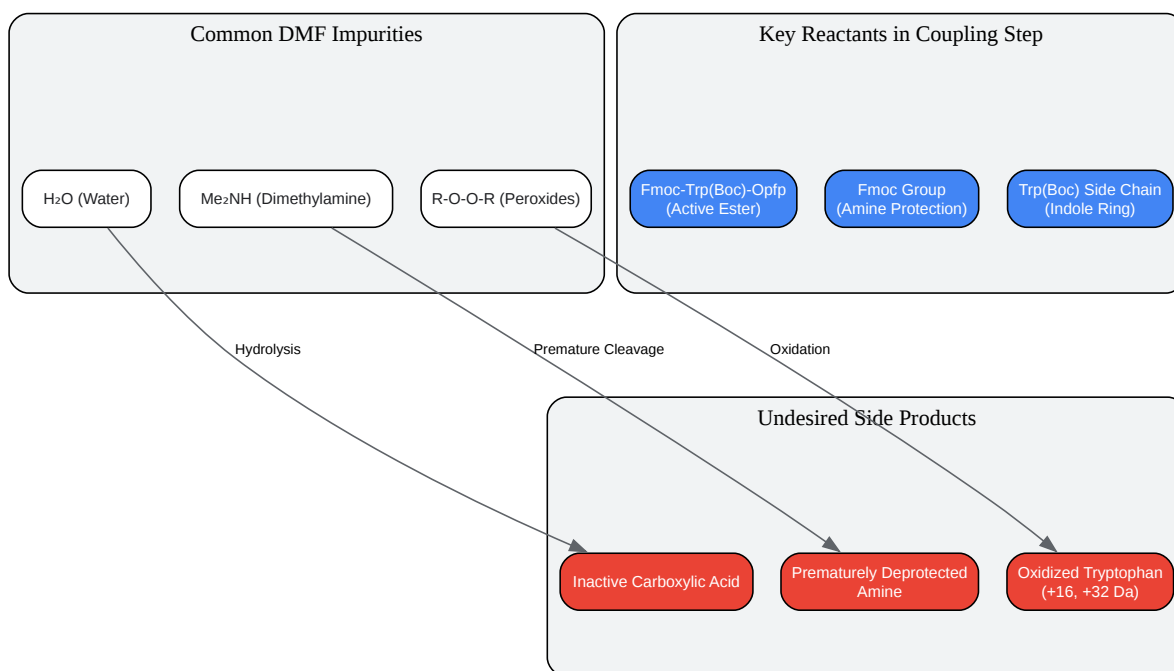 Common DMF Impurities
Key Reactants in Coupling Step
H₂O (Water)
Me₂NH (Dimethylamine)
R-O-O-R (Peroxides)
Fmoc-Trp(Boc)-Opfp
(Active Ester)
Fmoc Group
(Amine Protection)
Trp(Boc) Side Chain
(Indole Ring)
Hydrolysis
Premature Cleavage
Oxidation
Undesired Side Products
Inactive Carboxylic Acid
Prematurely Deprotected
Amine
Oxidized Tryptophan
(+16, +32 Da)